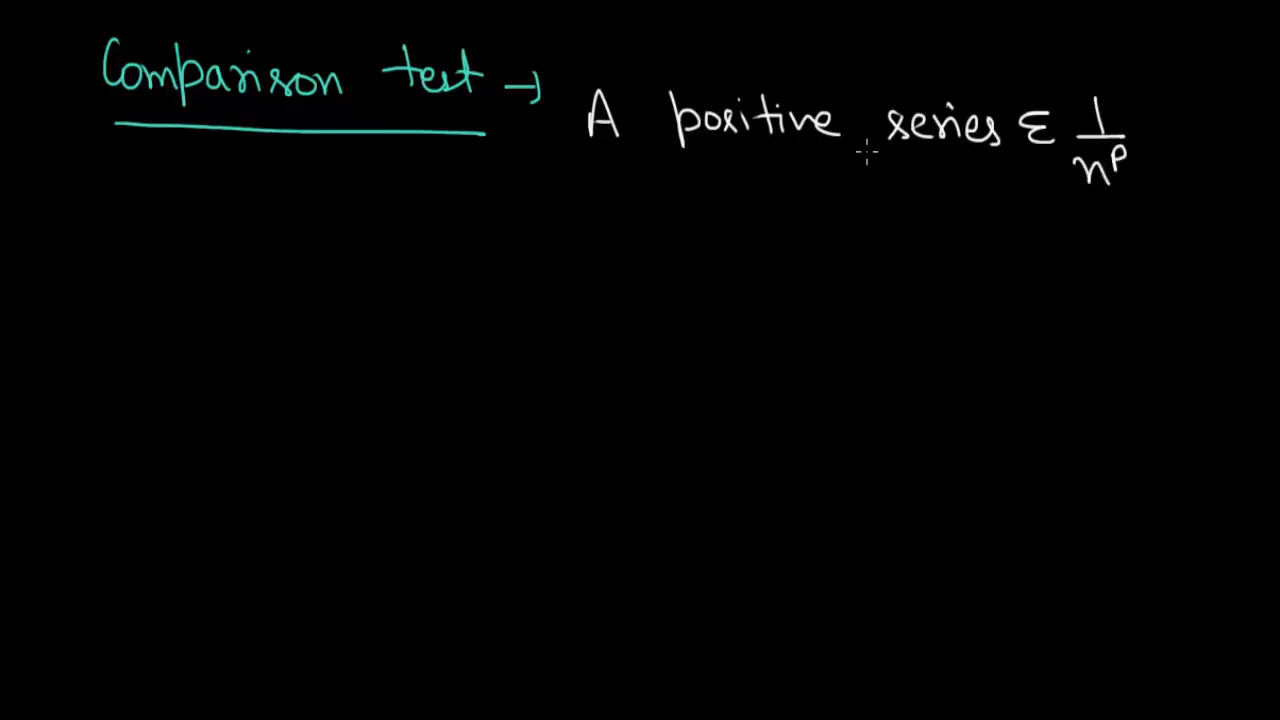 Comparison test → A positive series Σ 1/n^p